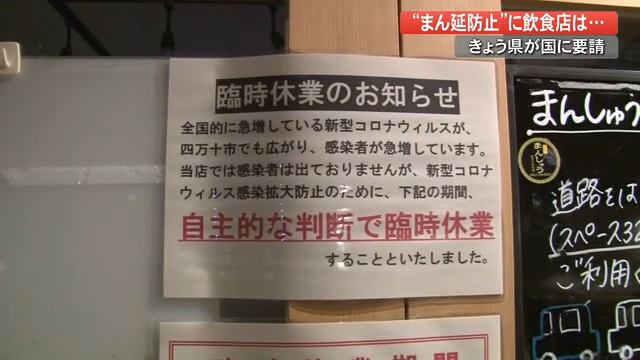 “まん延防止”に飲食店は…
きょう県が国に要請
臨時休業のお知らせ
全国的に急増している新型コロナウィルスが、
四万十市でも広がり、感染者が急増しています。
当店では感染者は出ておりませんが、新型コロナ
ウィルス感染拡大防止のために、下記の期間、
自主的な判断で臨時休業
することといたしました。
まんしゅう
まんしゅう
道路をは
(スペース32
ご利用く